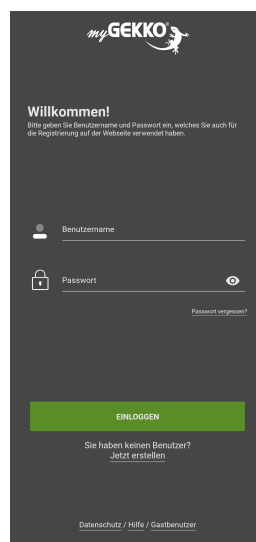 myGEKKO
Willkommen!
Bitte geben Sie Benutzername und Passwort ein, welches Sie auch für
die Registrierung auf der Webseite verwendet haben.
Benutzername
Passwort
Passwort vergessen?
EINLOGGEN
Sie haben keinen Benutzer?
Jetzt erstellen
Datenschutz / Hilfe / Gastbenutzer